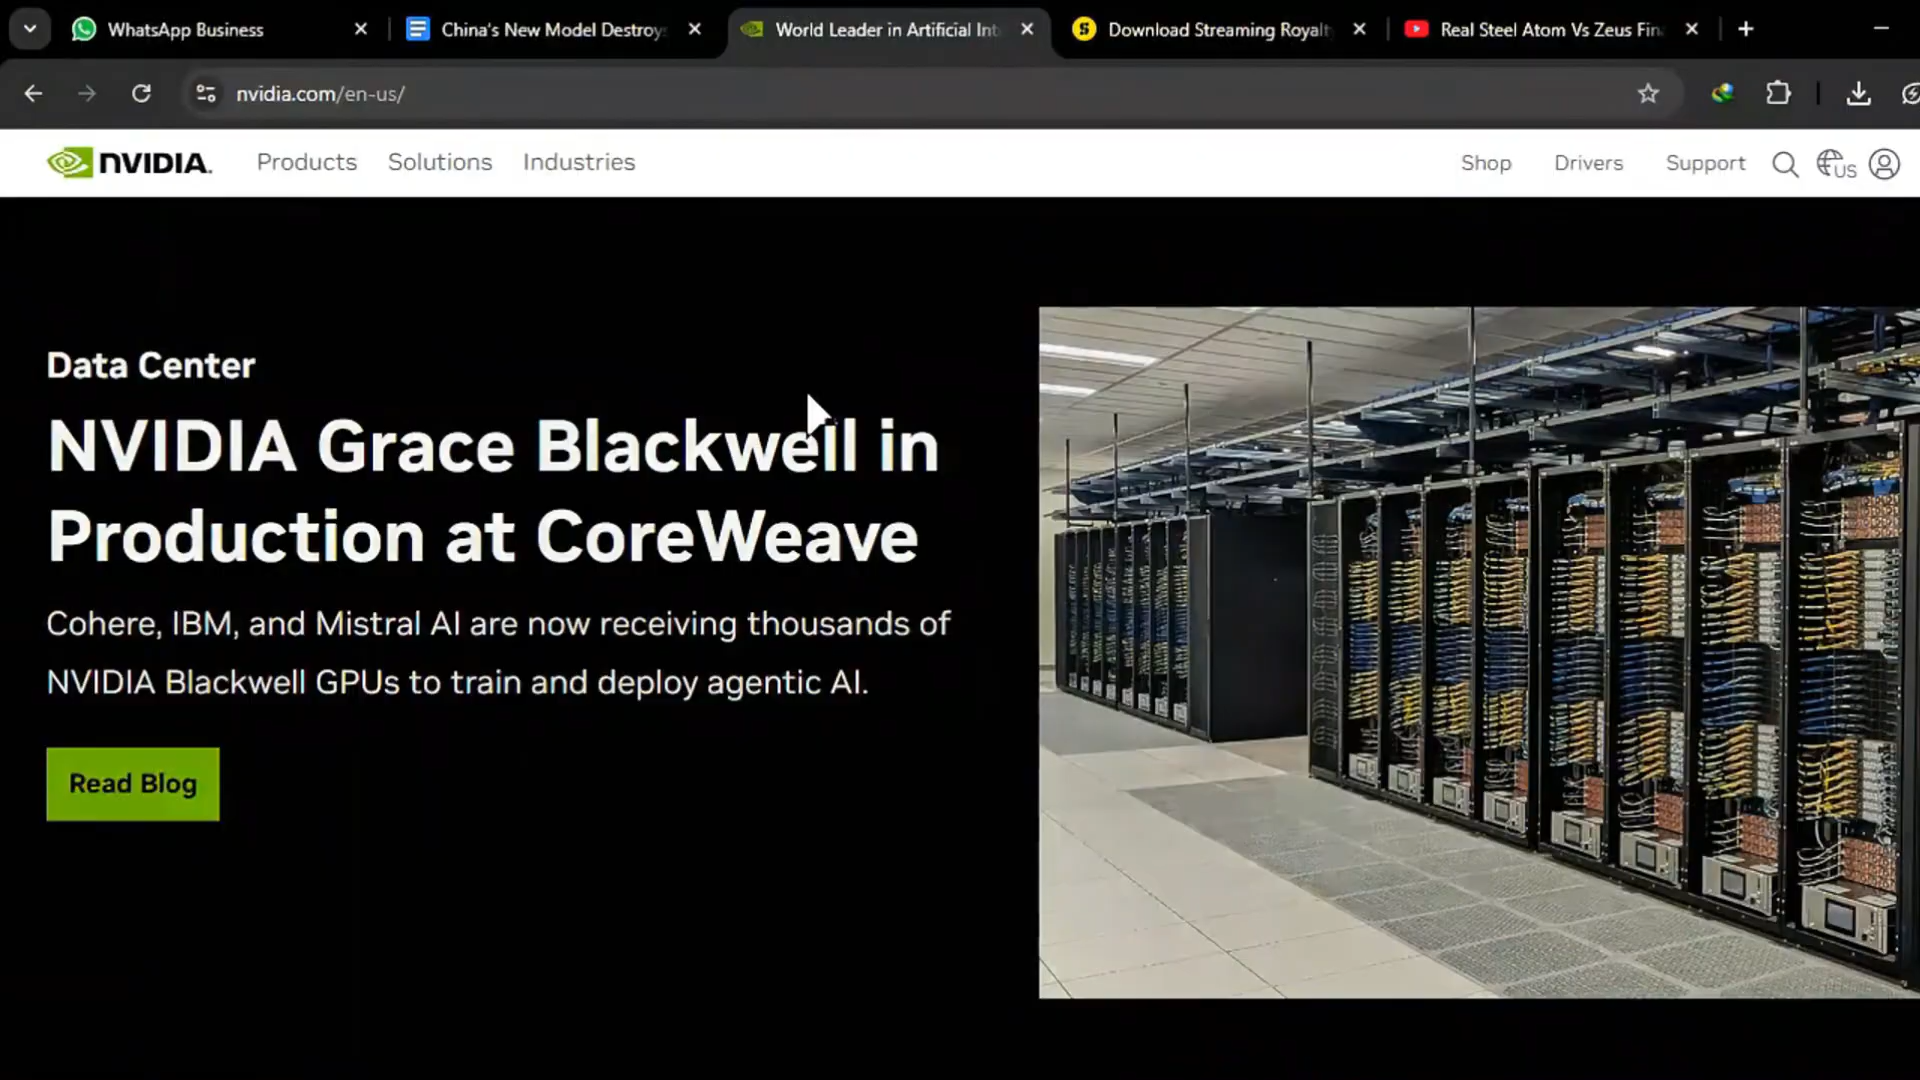 WhatsApp Business
China's New Model Destroy
World Leader in Artificial Int
Download Streaming Royalt
Real Steel Atom Vs Zeus Fin
nvidia.com/en-us/
NVIDIA.
Products
Solutions
Industries
Shop
Drivers
Support
US
Data Center
NVIDIA Grace Blackwell in
Production at CoreWeave
Cohere, IBM, and Mistral AI are now receiving thousands of
NVIDIA Blackwell GPUs to train and deploy agentic AI.
Read Blog